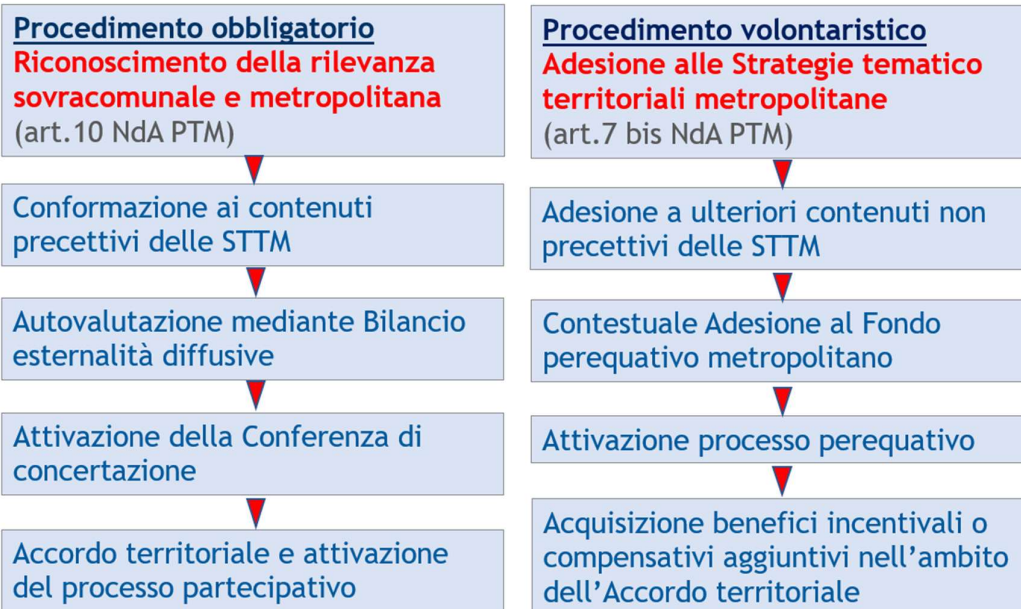 Procedimento obbligatorio
Riconoscimento della rilevanza
sovracomunale e metropolitana
(art.10 NdA PTM)
Conformazione ai contenuti
precettivi delle STTM
Autovalutazione mediante Bilancio
esternalità diffusive
Attivazione della Conferenza di
concertazione
Accordo territoriale e attivazione
del processo partecipativo
Procedimento volontaristico
Adesione alle Strategie tematico
territoriali metropolitane
(art.7 bis NdA PTM)
Adesione a ulteriori contenuti non
precettivi delle STTM
Contestuale Adesione al Fondo
perequativo metropolitano
Attivazione processo perequativo
Acquisizione benefici incentivali o
compensativi aggiuntivi nell’ambito
dell’Accordo territoriale